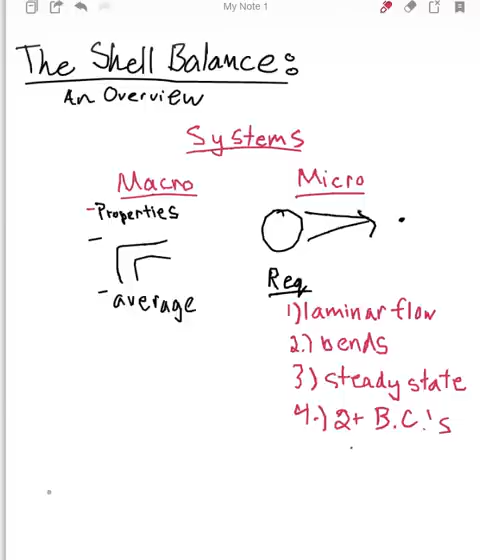 My Note 1
The Shell Balance:
An Overview
Systems
Macro
Micro
- Properties
-
- average
Req
1) laminar flow
2.) bends
3) steady state
4.) 2+ B.C.'s